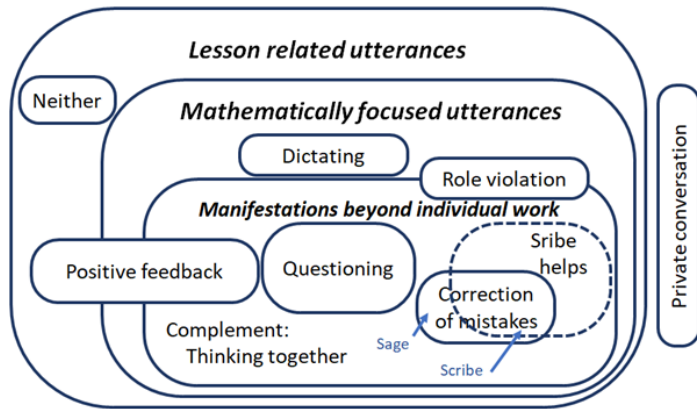 Lesson related utterances
Neither
Mathematically focused utterances
Dictating
Role violation
Manifestations beyond individual work
Positive feedback
Questioning
Sribe
helps
Correction
of mistakes
Complement:
Thinking together
Sage
Scribe
Private conversation